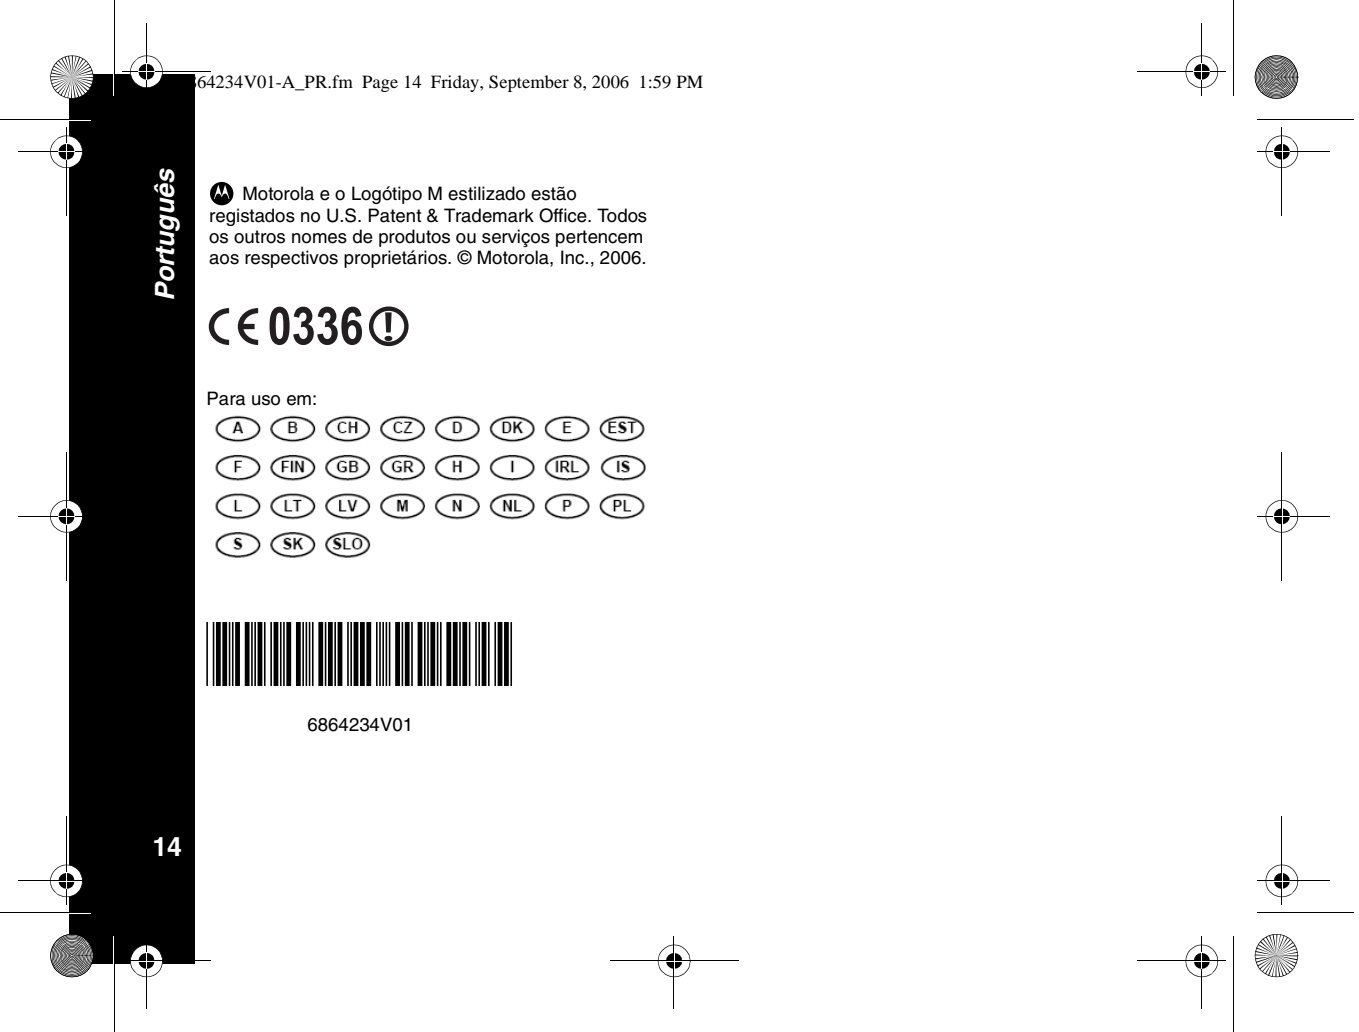 64234V01-A_PR.fm Page 14 Friday, September 8, 2006 1:59 PM
Português
Motorola e o Logótipo M estilizado estão
registados no U.S. Patent & Trademark Office. Todos
os outros nomes de produtos ou serviços pertencem
aos respectivos proprietários. © Motorola, Inc., 2006.
CE 0336 !
Para uso em:
A B CH CZ D DK E EST
F FIN GB GR H I IRL IS
L LT LV M N NL P PL
S SK SLO
6864234V01
14